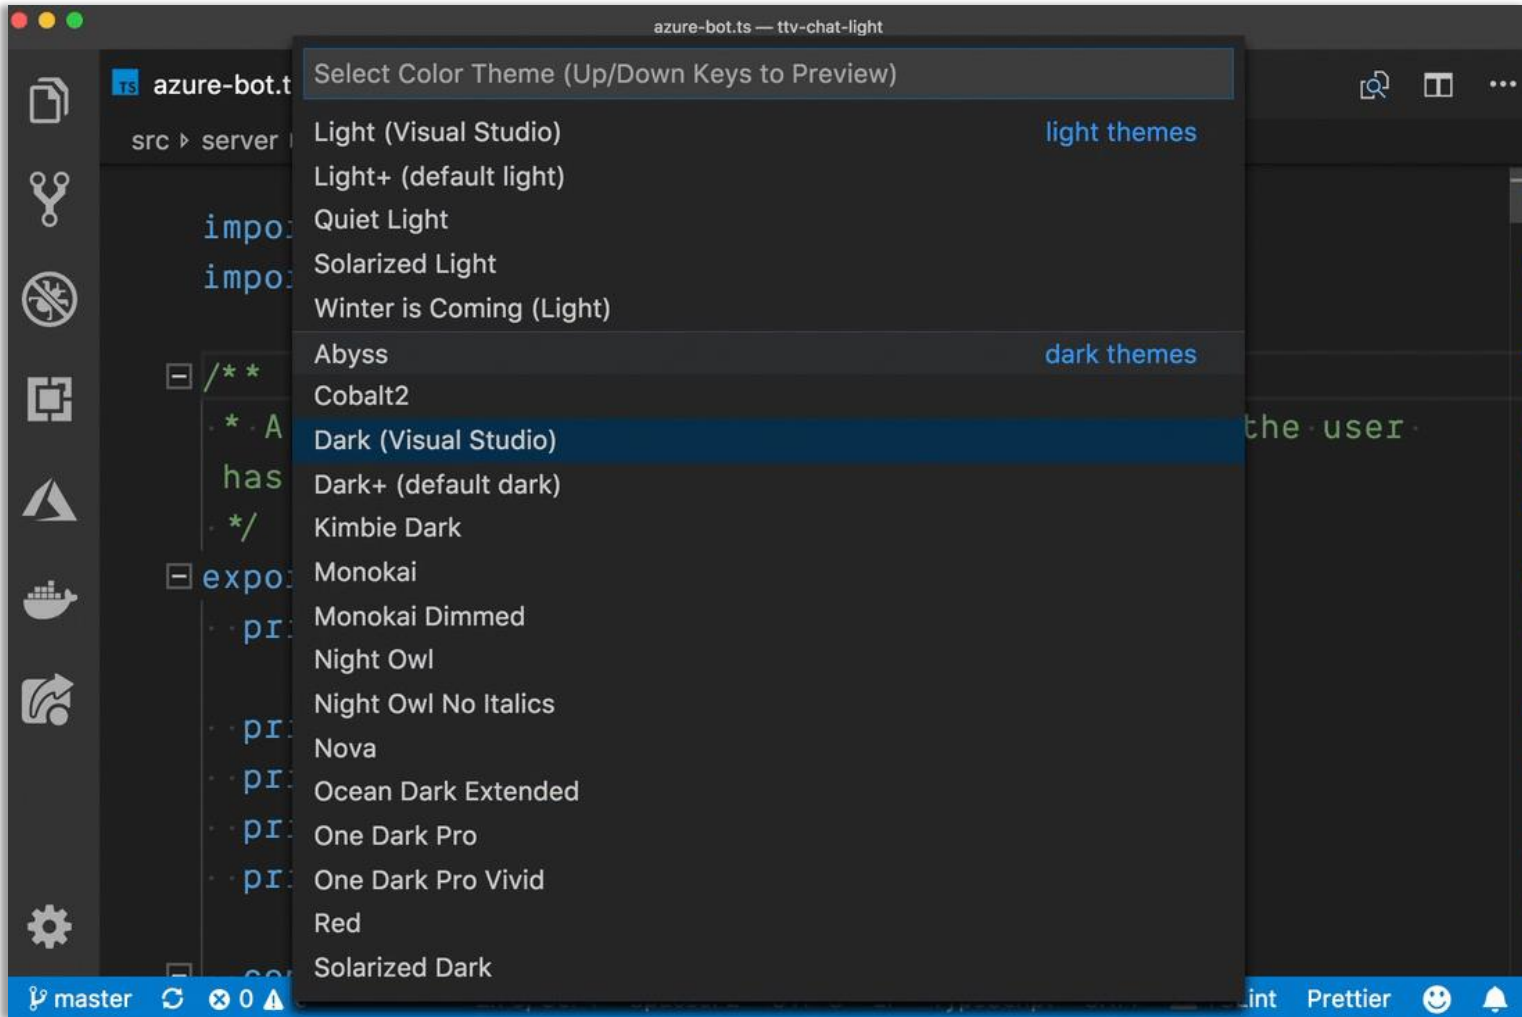 azure-bot.ts — ttv-chat-light
TS azure-bot.t
Select Color Theme (Up/Down Keys to Preview)
src server
Light (Visual Studio) light themes
Light+ (default light)
Quiet Light
Solarized Light
Winter is Coming (Light)
Abyss dark themes
Cobalt2
Dark (Visual Studio)
Dark+ (default dark)
Kimbie Dark
Monokai
Monokai Dimmed
Night Owl
Night Owl No Italics
Nova
Ocean Dark Extended
One Dark Pro
One Dark Pro Vivid
Red
Solarized Dark
impo
impo
/**
* A the user
has
*/
expo
pr
pr
pr
pr
pr
master 0 Prettier